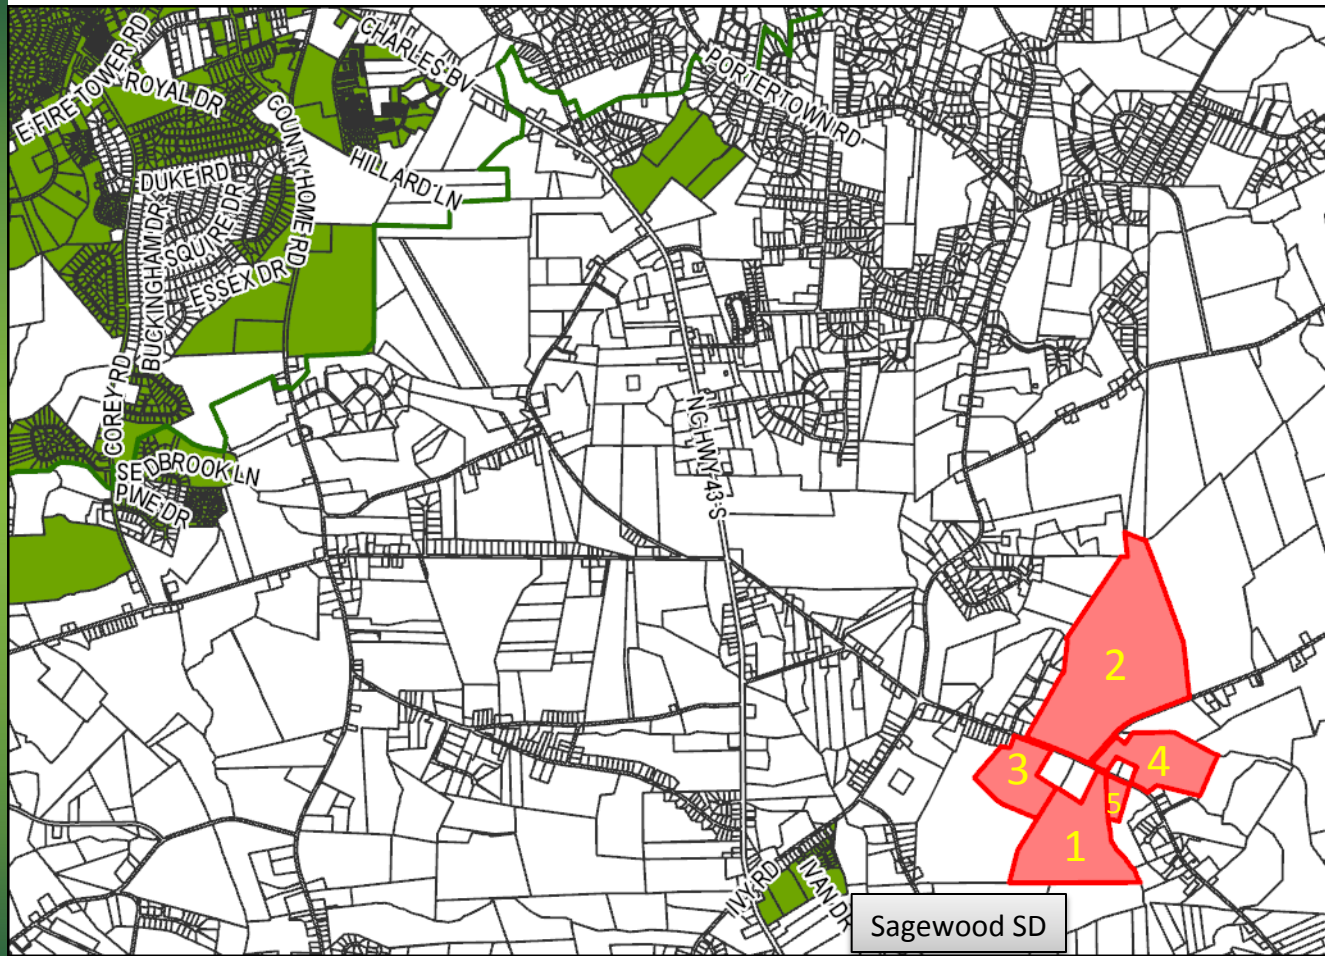 E FIRETOWER RD
ROYAL DR
CHARLES BV
PORTERTOWN RD
COUNTY HOME RD
HILLARD LN
DUKE RD
SQUIRE DR
BUCKINGHAM DR
ESSEX DR
COREY RD
NC HWY 43 S
SEDBROOK LN
PINE DR
2
3
4
5
1
IVY RD
IVAN DR
Sagewood SD